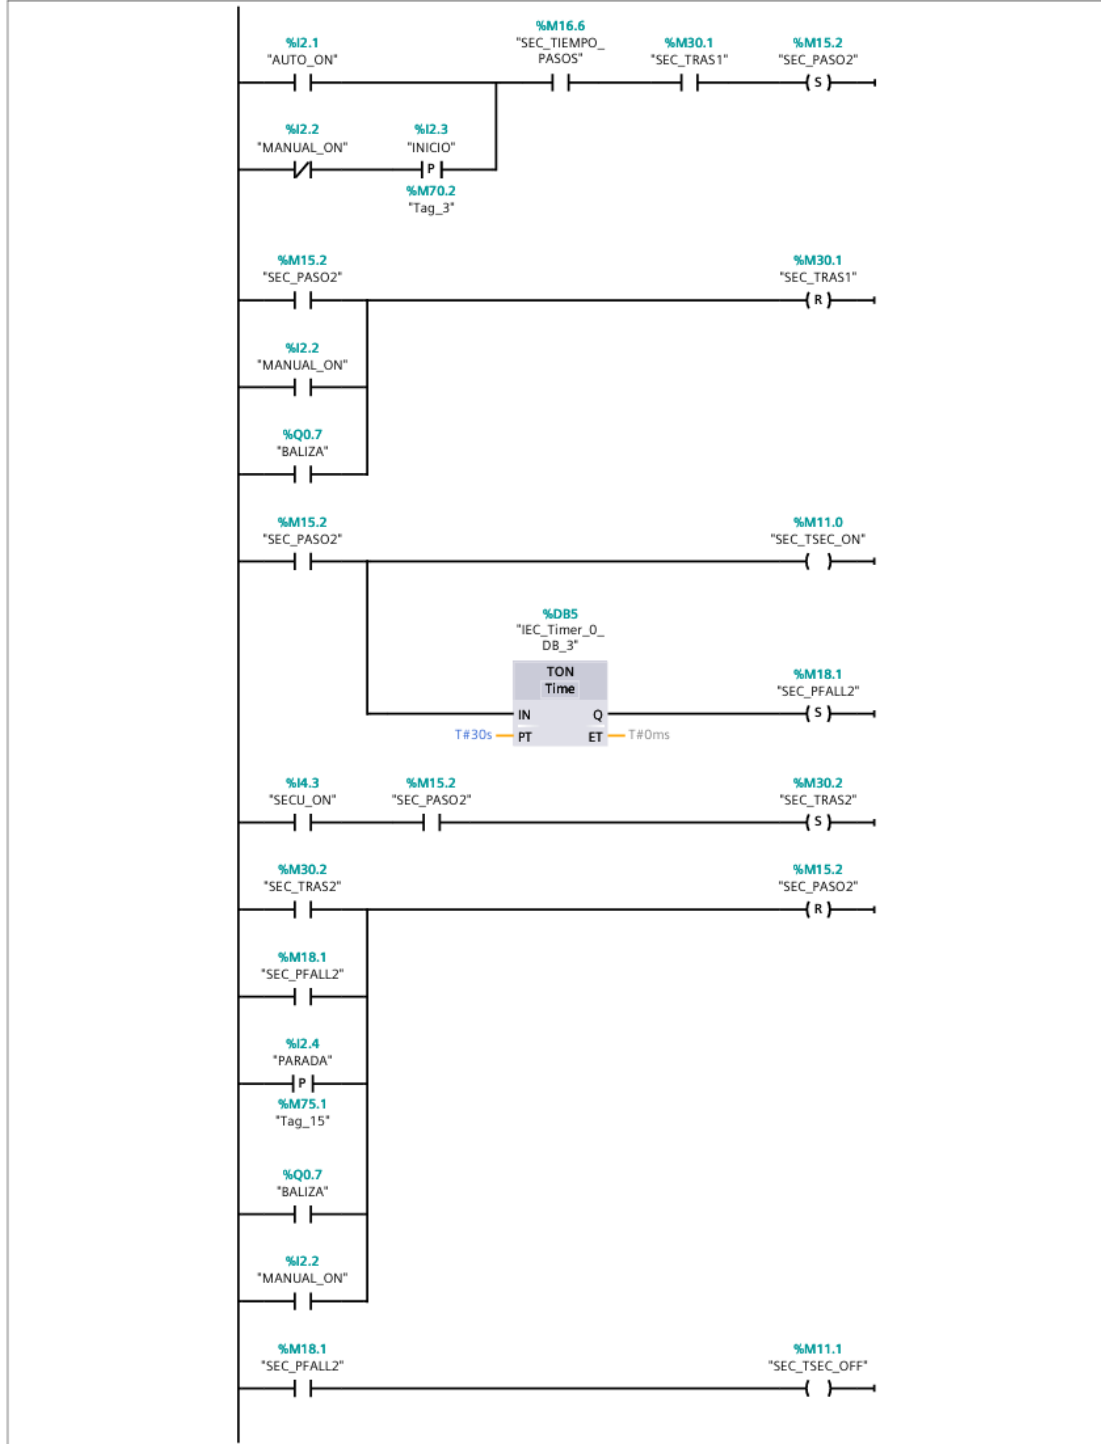 %M16.6
%I2.1 "SEC_TIEMPO_ %M30.1 %M15.2
"AUTO_ON" PASOS" "SEC_TRAS1" "SEC_PASO2"
S
%I2.2 %I2.3
"MANUAL_ON" "INICIO"
P
%M70.2
"Tag_3"
%M15.2 %M30.1
"SEC_PASO2" "SEC_TRAS1"
R
%I2.2
"MANUAL_ON"
%Q0.7
"BALIZA"
%M15.2 %M11.0
"SEC_PASO2" "SEC_TSEC_ON"
%DB5
"IEC_Timer_0_
DB_3"
TON
Time
%M18.1
"SEC_PFALL2"
IN Q S
T#30s PT ET T#0ms
%I4.3 %M15.2 %M30.2
"SECU_ON" "SEC_PASO2" "SEC_TRAS2"
S
%M30.2 %M15.2
"SEC_TRAS2" "SEC_PASO2"
R
%M18.1
"SEC_PFALL2"
%I2.4
"PARADA"
P
%M75.1
"Tag_15"
%Q0.7
"BALIZA"
%I2.2
"MANUAL_ON"
%M18.1 %M11.1
"SEC_PFALL2" "SEC_TSEC_OFF"